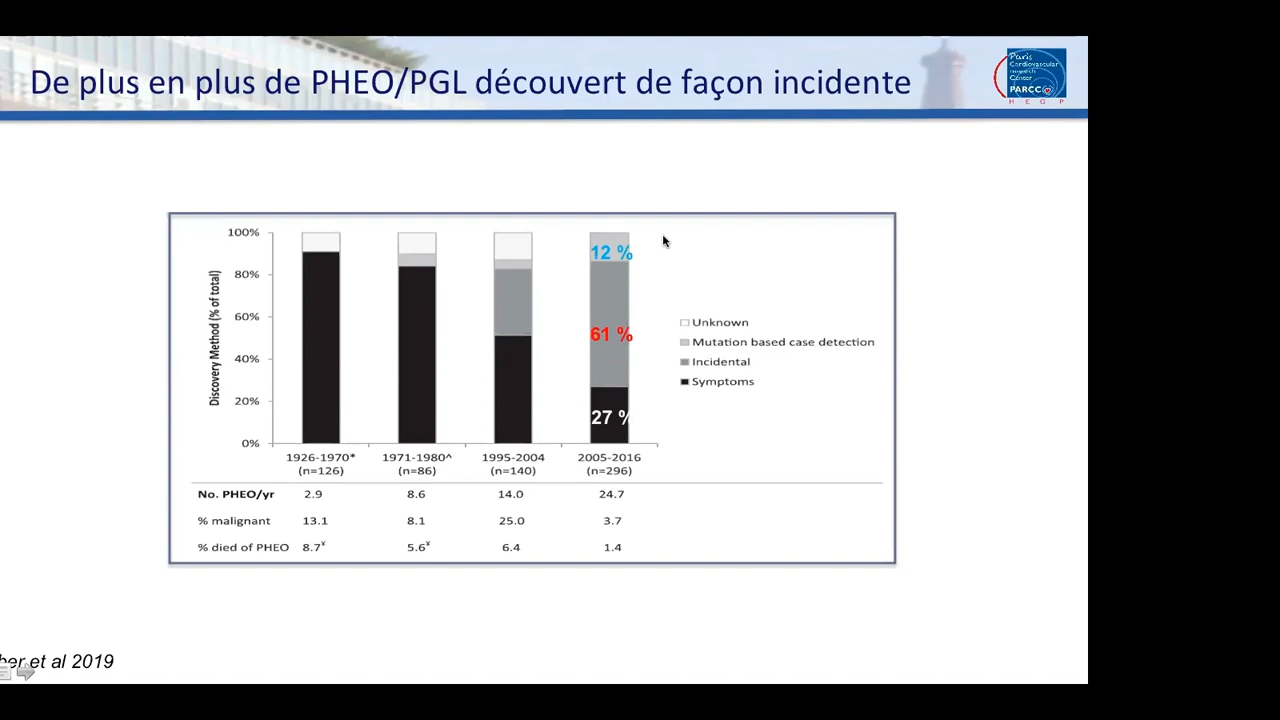 De plus en plus de PHEO/PGL découvert de façon incidente
Paris
Cardiovascular
research
Center
PARCC
H E G P
Discovery Method (% of total)
100%
80%
60%
40%
20%
0%
12 %
61 %
27 %
Unknown
Mutation based case detection
Incidental
Symptoms
1926-1970* 1971-1980^ 1995-2004 2005-2016
(n=126) (n=86) (n=140) (n=296)
No. PHEO/yr 2.9 8.6 14.0 24.7
% malignant 13.1 8.1 25.0 3.7
% died of PHEO 8.7¥ 5.6¥ 6.4 1.4
et al 2019